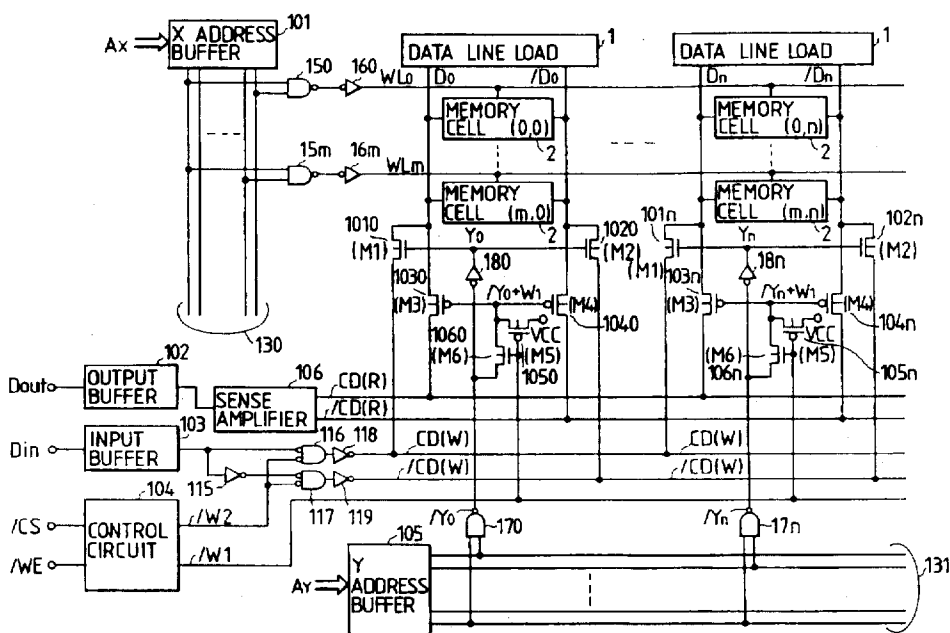 101
Ax
X ADDRESS
BUFFER
1
DATA LINE LOAD
1
DATA LINE LOAD
150
160
WL0
D0
/D0
Dn
/Dn
MEMORY
CELL (0,0)
2
MEMORY
CELL (0,n)
2
15m
16m
WLm
MEMORY
CELL (m,0)
2
MEMORY
CELL (m,n)
2
1010
(M1)
Y0
1020
(M2)
101n
(M1)
Yn
102n
(M2)
180
18n
1030
(M3)
/Y0+W1
(M4)
1040
103n
(M3)
/Yn+W1
(M4)
104n
130
1060
(M6)
VCC
(M5)
1050
(M6)
106n
VCC
(M5)
105n
102
Dout
OUTPUT
BUFFER
106
SENSE
AMPLIFIER
CD(R)
/CD(R)
103
Din
INPUT
BUFFER
116
118
CD(W)
CD(W)
/CD(W)
/CD(W)
115
117
119
104
/CS
/WE
CONTROL
CIRCUIT
/W2
/W1
/Y0
170
/Yn
17n
105
AY
Y
ADDRESS
BUFFER
131